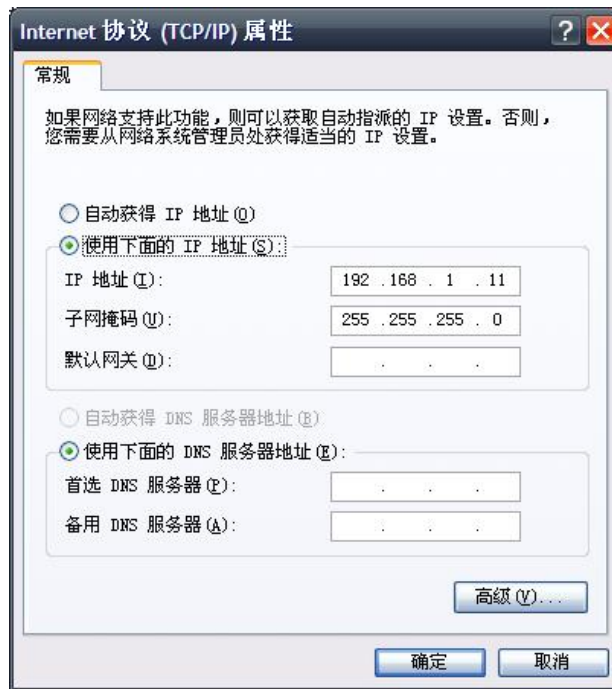 Internet 协议 (TCP/IP) 属性
常规
如果网络支持此功能，则可以获取自动指派的 IP 设置。否则，
您需要从网络系统管理员处获得适当的 IP 设置。
自动获得 IP 地址(O)
使用下面的 IP 地址(S):
IP 地址(I): 192 .168 . 1 . 11
子网掩码(U): 255 .255 .255 . 0
默认网关(D): . . .
自动获得 DNS 服务器地址(B)
使用下面的 DNS 服务器地址(E):
首选 DNS 服务器(P): . . .
备用 DNS 服务器(A): . . .
高级(V)...
确定 取消